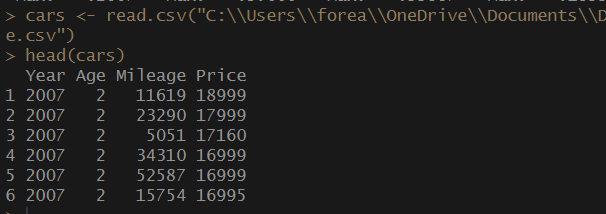 > cars <- read.csv("C:\\Users\\forea\\OneDrive\\Documents\\D
e.csv")
> head(cars)
  Year Age Mileage Price
1 2007   2   11619 18999
2 2007   2   23290 17999
3 2007   2    5051 17160
4 2007   2   34310 16999
5 2007   2   52587 16999
6 2007   2   15754 16995
>